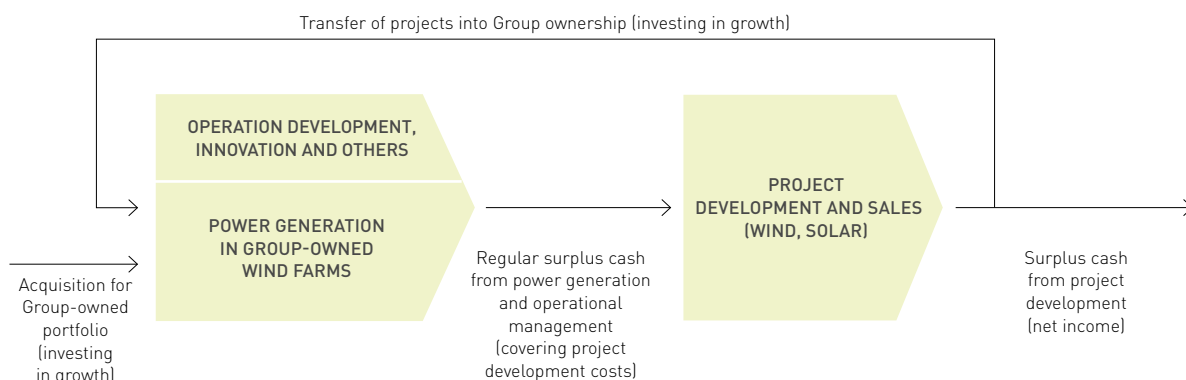 Transfer of projects into Group ownership (investing in growth)
OPERATION DEVELOPMENT,
INNOVATION AND OTHERS
POWER GENERATION
IN GROUP-OWNED
WIND FARMS
Acquisition for
Group-owned
portfolio
(investing
in growth)
Regular surplus cash
from power generation
and operational
management
(covering project
development costs)
PROJECT
DEVELOPMENT AND SALES
(WIND, SOLAR)
Surplus cash
from project
development
(net income)